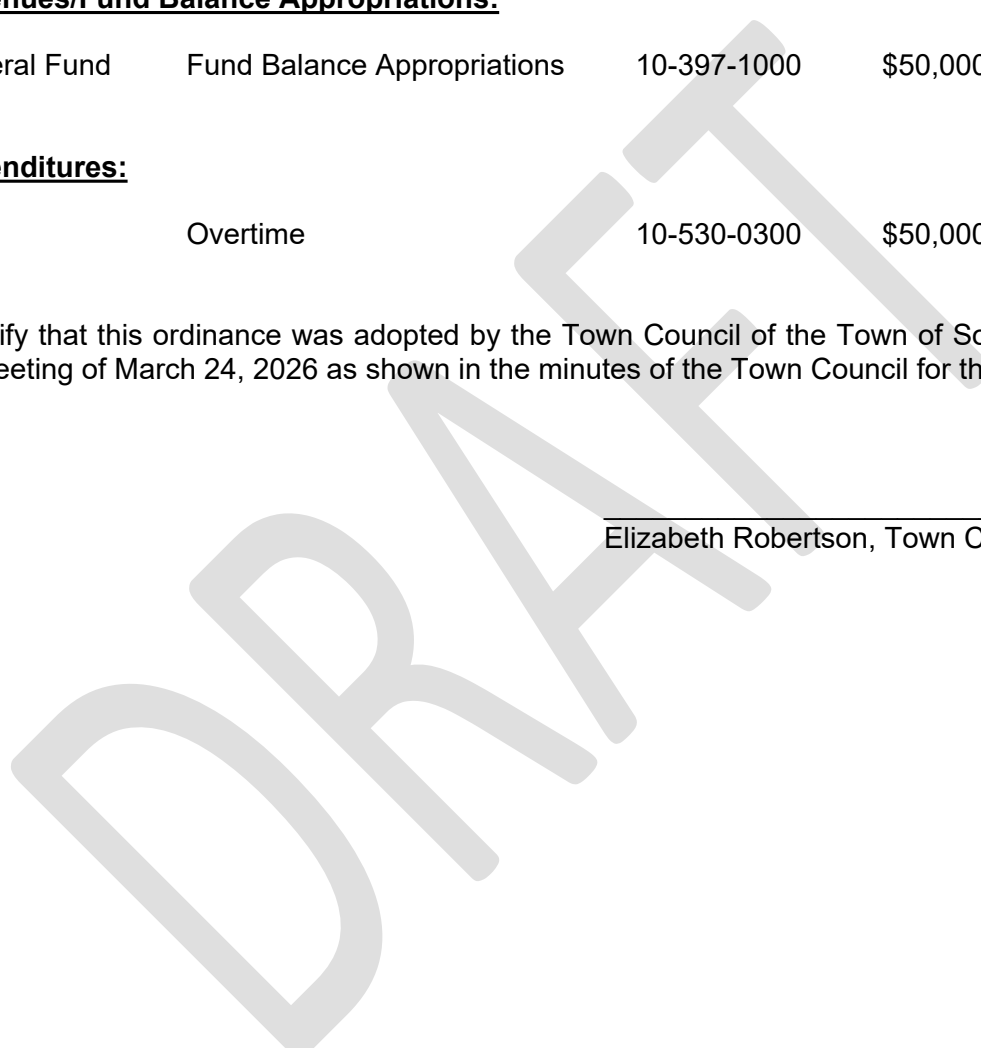 enues/Fund Balance Appropriations:
eral Fund Fund Balance Appropriations 10-397-1000 $50,000
enditures:
Overtime 10-530-0300 $50,000
ify that this ordinance was adopted by the Town Council of the Town of So
eeting of March 24, 2026 as shown in the minutes of the Town Council for th
Elizabeth Robertson, Town C
DRAFT